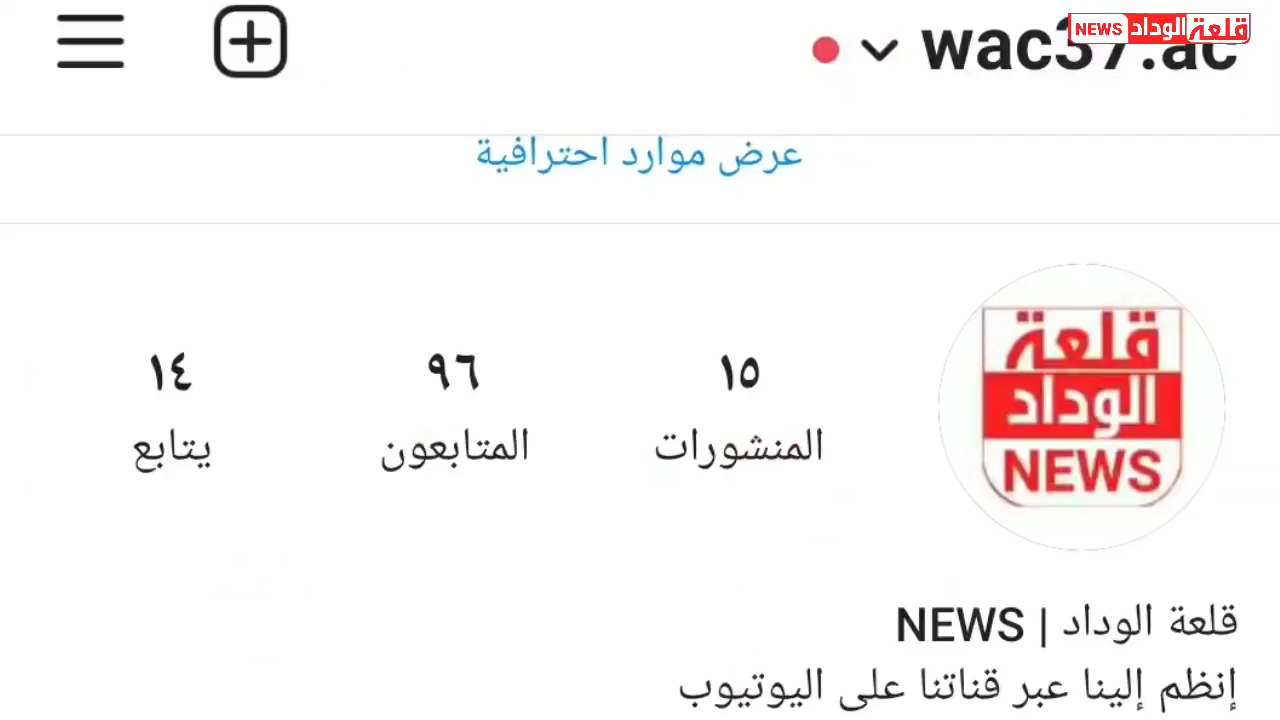 قلعة الوداد NEWS
wac37.ac
عرض موارد احترافية
قلعة
الوداد
NEWS
١٥ ٩٦ ١٤
المنشورات المتابعون يتابع
قلعة الوداد | NEWS
إنظم إلينا عبر قناتنا على اليوتيوب